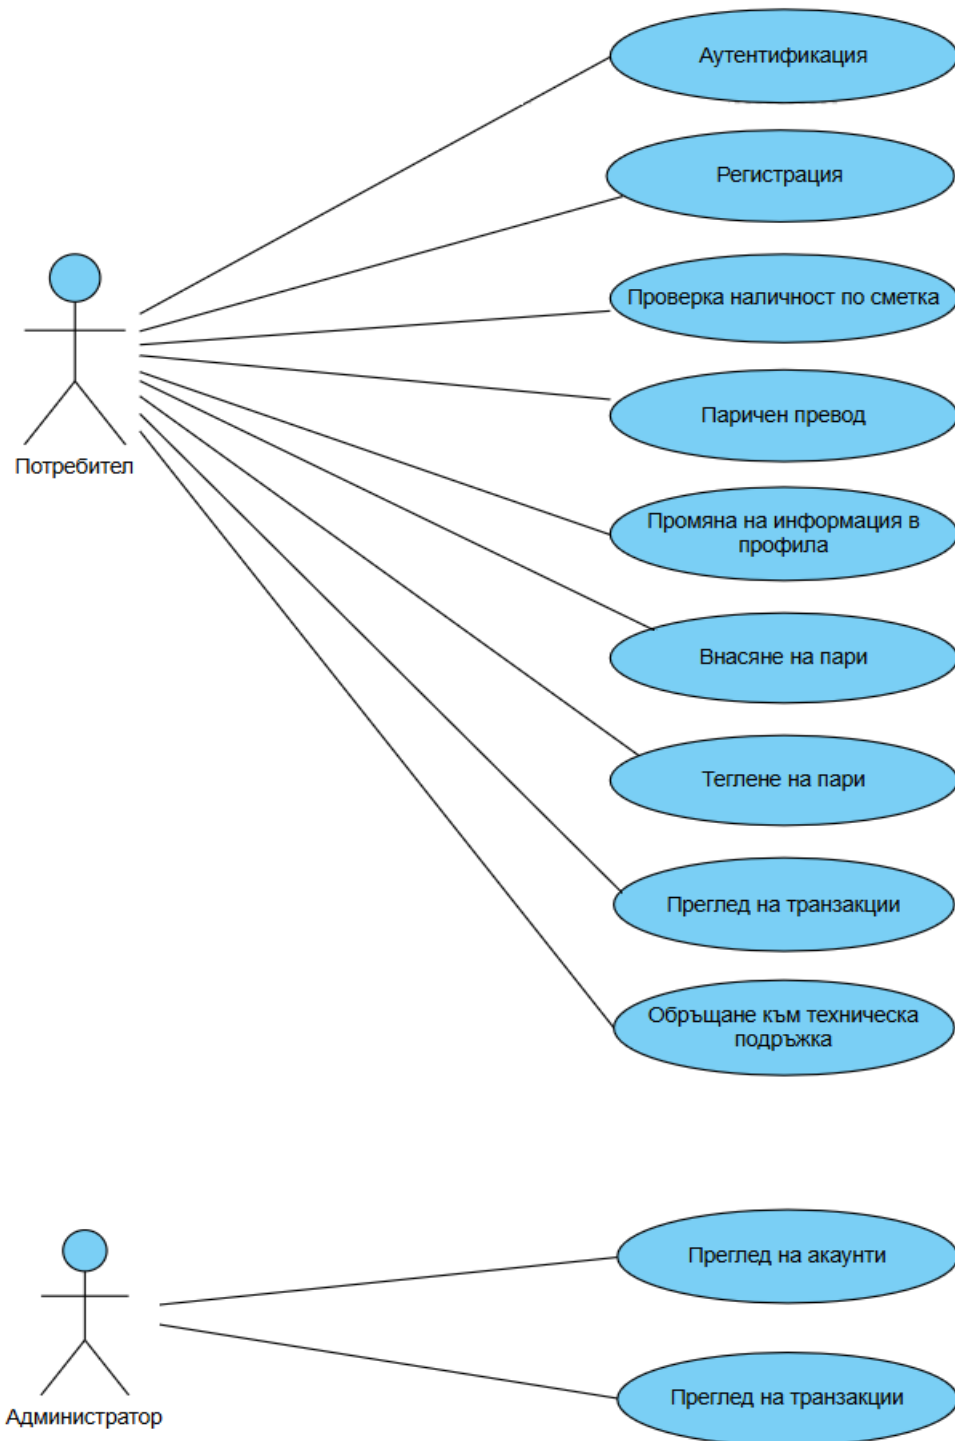 Аутентификация
Регистрация
Проверка наличност по сметка
Паричен превод
Потребител
Промяна на информация в
профила
Внасяне на пари
Теглене на пари
Преглед на транзакции
Обръщане към техническа
подръжка
Преглед на акаунти
Преглед на транзакции
Администратор